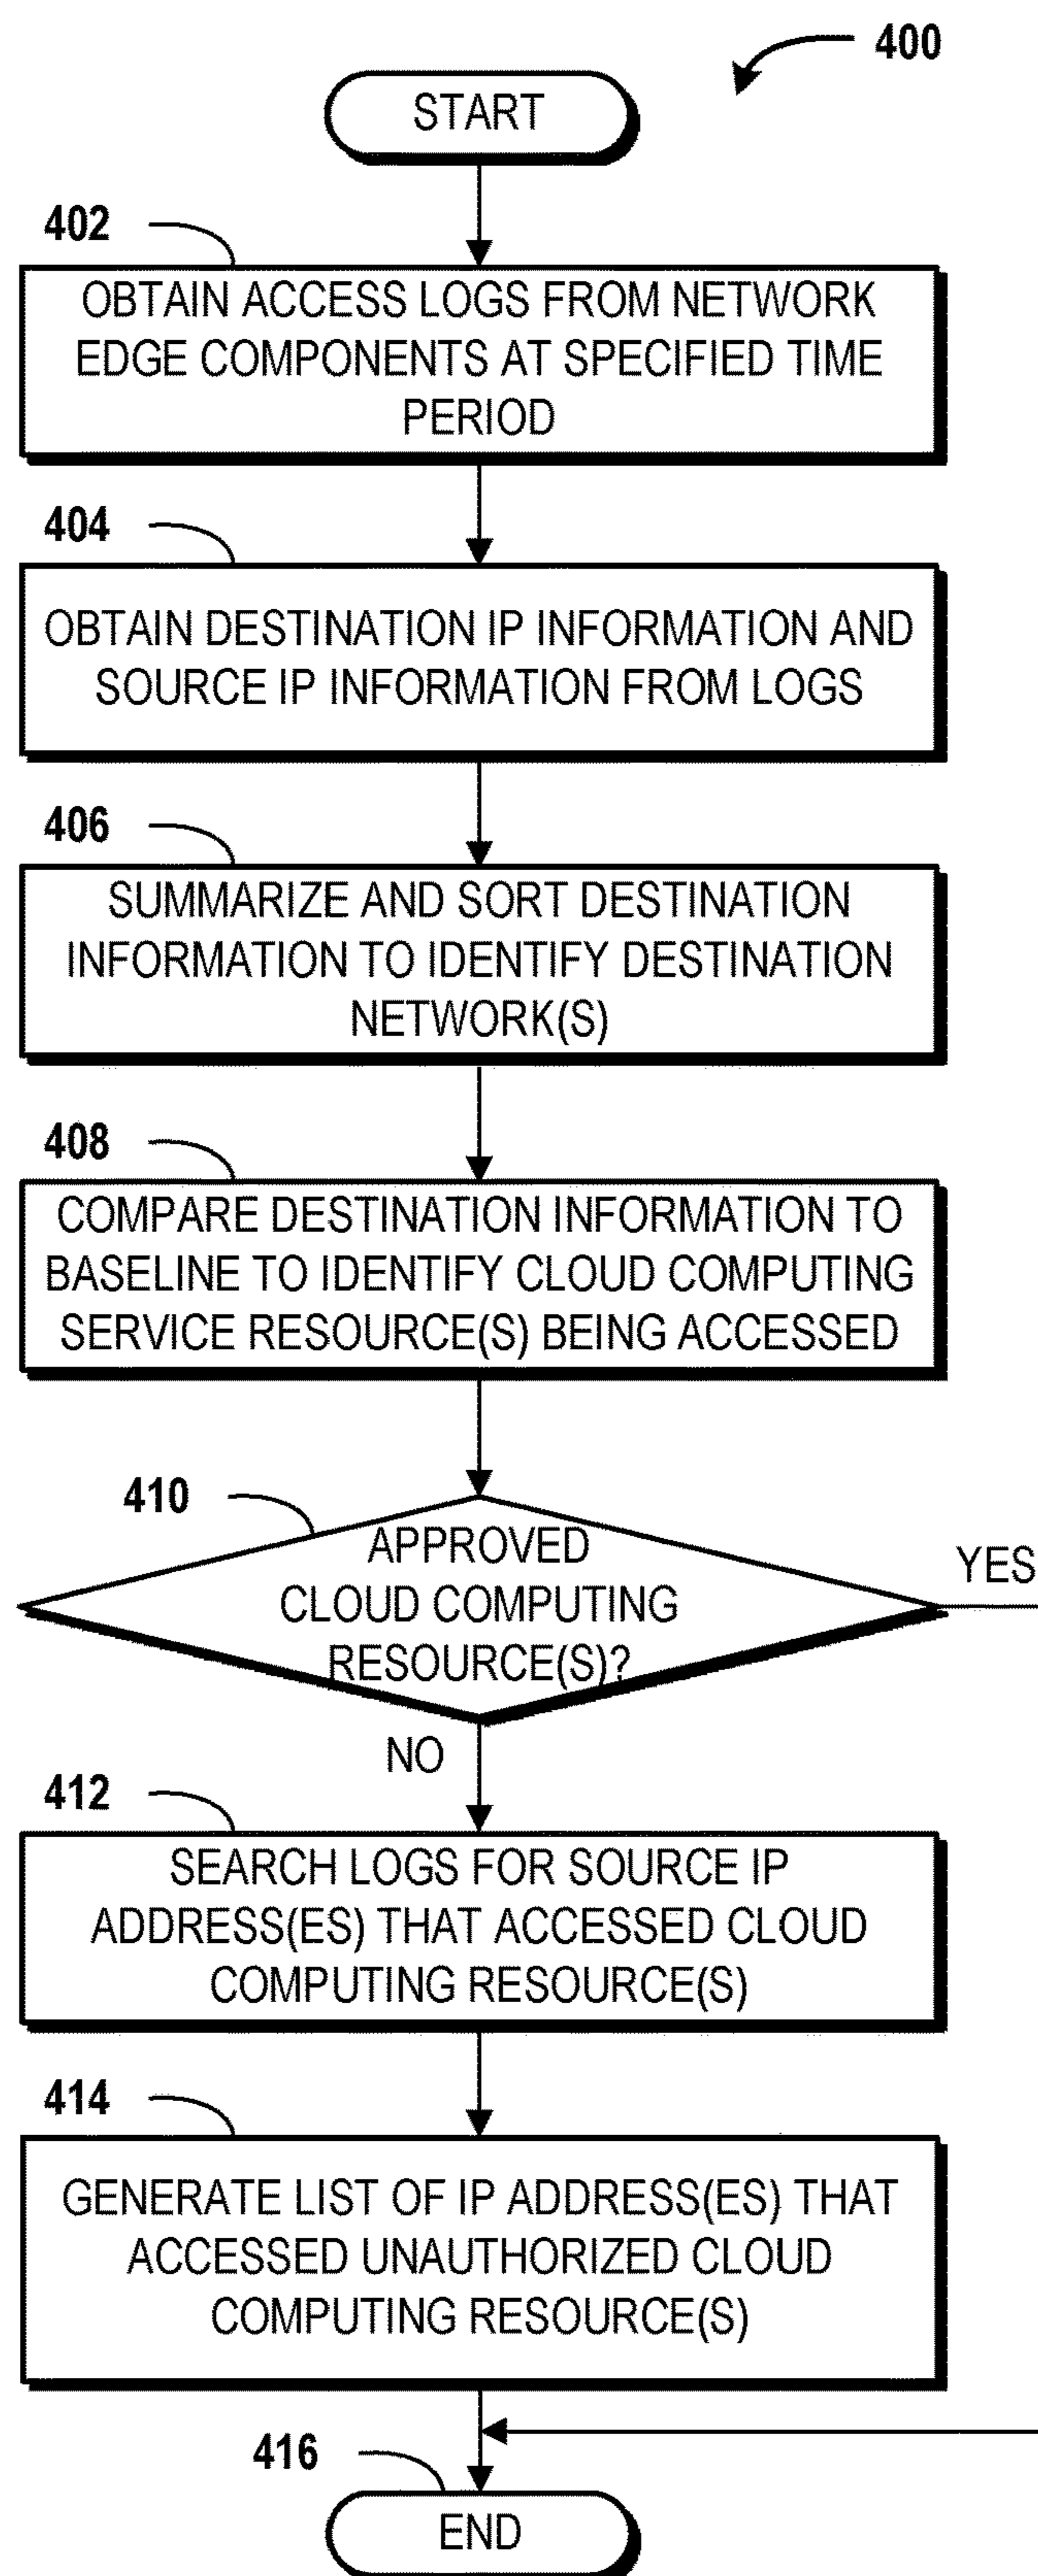 400
START
402
OBTAIN ACCESS LOGS FROM NETWORK
EDGE COMPONENTS AT SPECIFIED TIME
PERIOD
404
OBTAIN DESTINATION IP INFORMATION AND
SOURCE IP INFORMATION FROM LOGS
406
SUMMARIZE AND SORT DESTINATION
INFORMATION TO IDENTIFY DESTINATION
NETWORK(S)
408
COMPARE DESTINATION INFORMATION TO
BASELINE TO IDENTIFY CLOUD COMPUTING
SERVICE RESOURCE(S) BEING ACCESSED
410
APPROVED
CLOUD COMPUTING
RESOURCE(S)?
YES
NO
412
SEARCH LOGS FOR SOURCE IP
ADDRESS(ES) THAT ACCESSED CLOUD
COMPUTING RESOURCE(S)
414
GENERATE LIST OF IP ADDRESS(ES) THAT
ACCESSED UNAUTHORIZED CLOUD
COMPUTING RESOURCE(S)
416
END